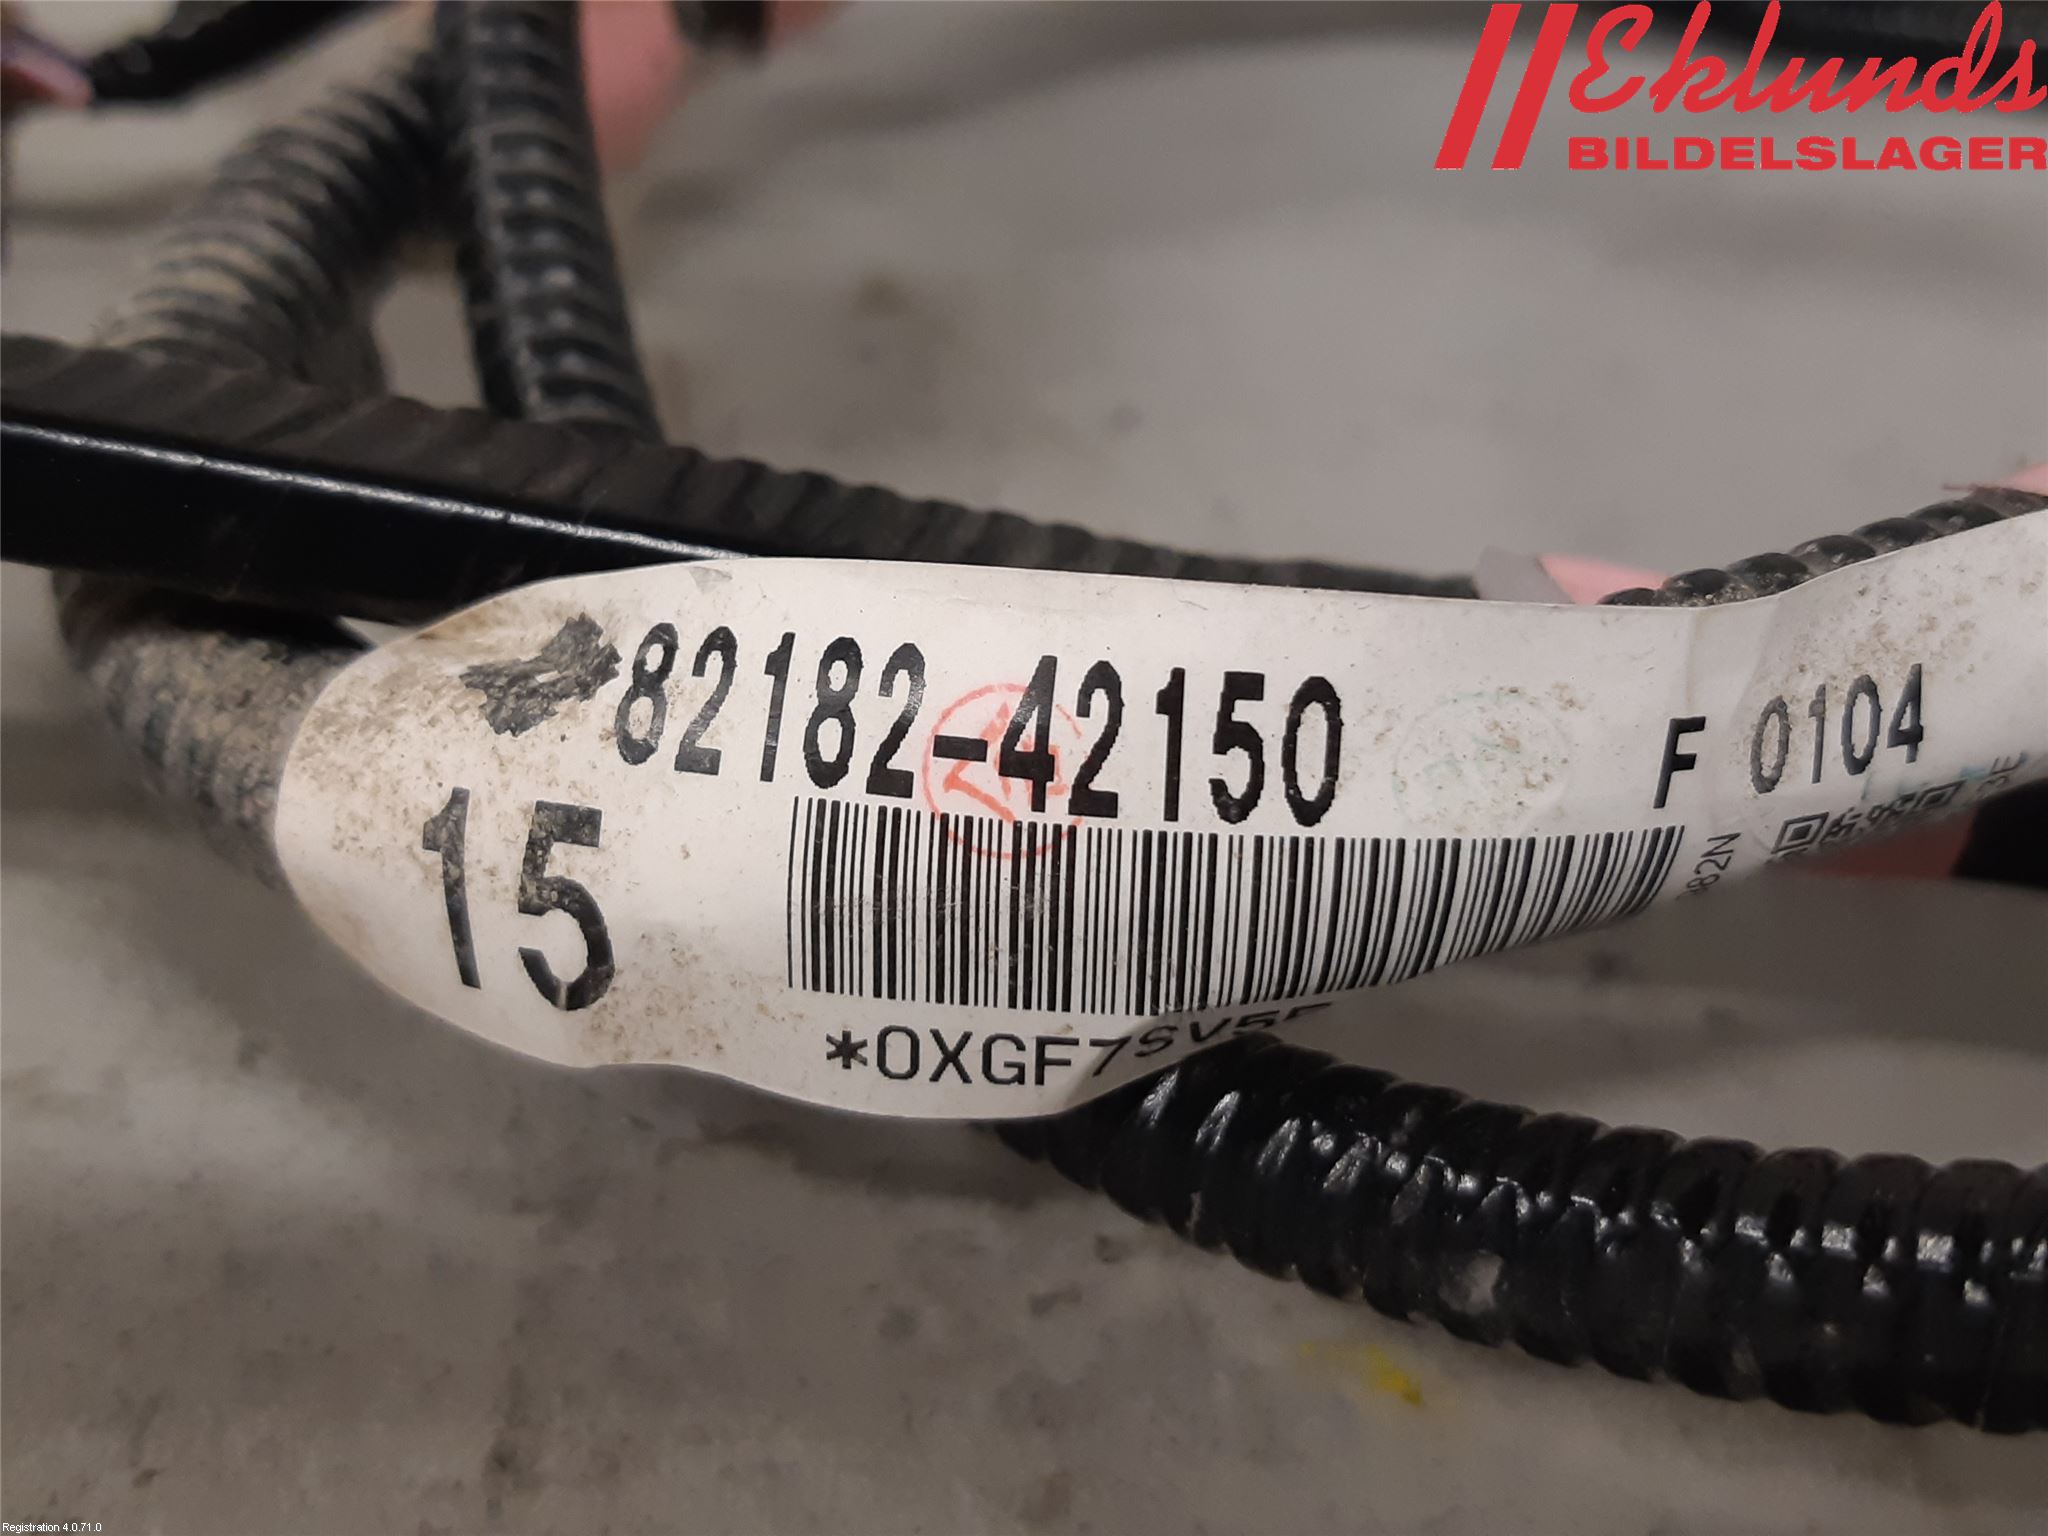 Eklunds
BILDELSLAGER
82182-42150 F 0104
15
*0XGF7SV5
Registration 4.0.71.0